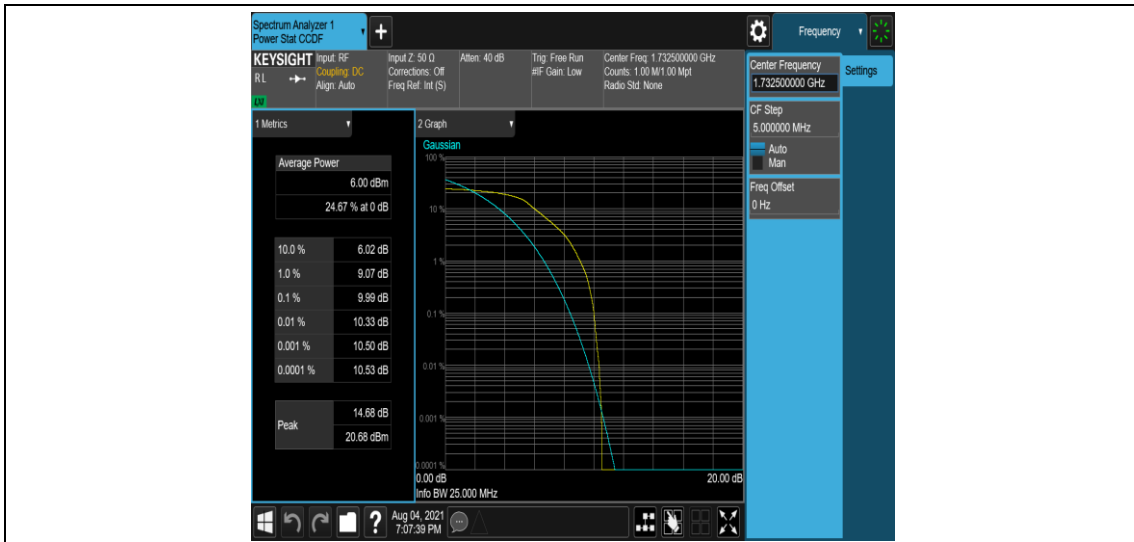 Spectrum Analyzer 1
Power Stat CCDF
Frequency
KEYSIGHT
RL
LM
Input: RF
Coupling: DC
Align: Auto
Input Z: 50 Ω
Corrections: Off
Freq Ref: Int (S)
Atten: 40 dB
Trig: Free Run
#IF Gain: Low
Center Freq: 1.732500000 GHz
Counts: 1.00 M/1.00 Mpt
Radio Std: None
Center Frequency
1.732500000 GHz
Settings
CF Step
5.000000 MHz
Auto
Man
Freq Offset
0 Hz
1 Metrics
Average Power
6.00 dBm
24.67 % at 0 dB
10.0 % 6.02 dB
1.0 % 9.07 dB
0.1 % 9.99 dB
0.01 % 10.33 dB
0.001 % 10.50 dB
0.0001 % 10.53 dB
Peak
14.68 dB
20.68 dBm
2 Graph
Gaussian
100 %
10 %
1 %
0.1 %
0.01 %
0.001 %
0.0001 %
0.00 dB 20.00 dB
Info BW 25.000 MHz
Aug 04, 2021
7:07:39 PM